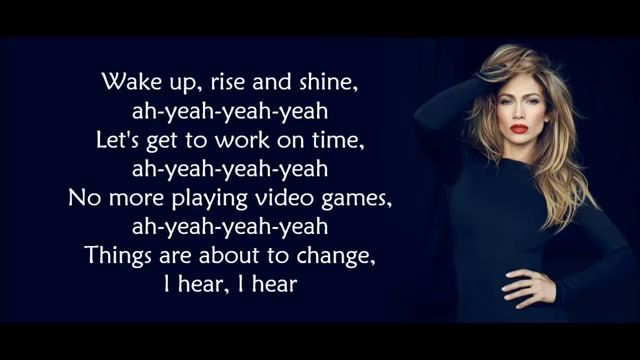 Wake up, rise and shine,
ah-yeah-yeah-yeah
Let's get to work on time,
ah-yeah-yeah-yeah
No more playing video games,
ah-yeah-yeah-yeah
Things are about to change,
I hear, I hear